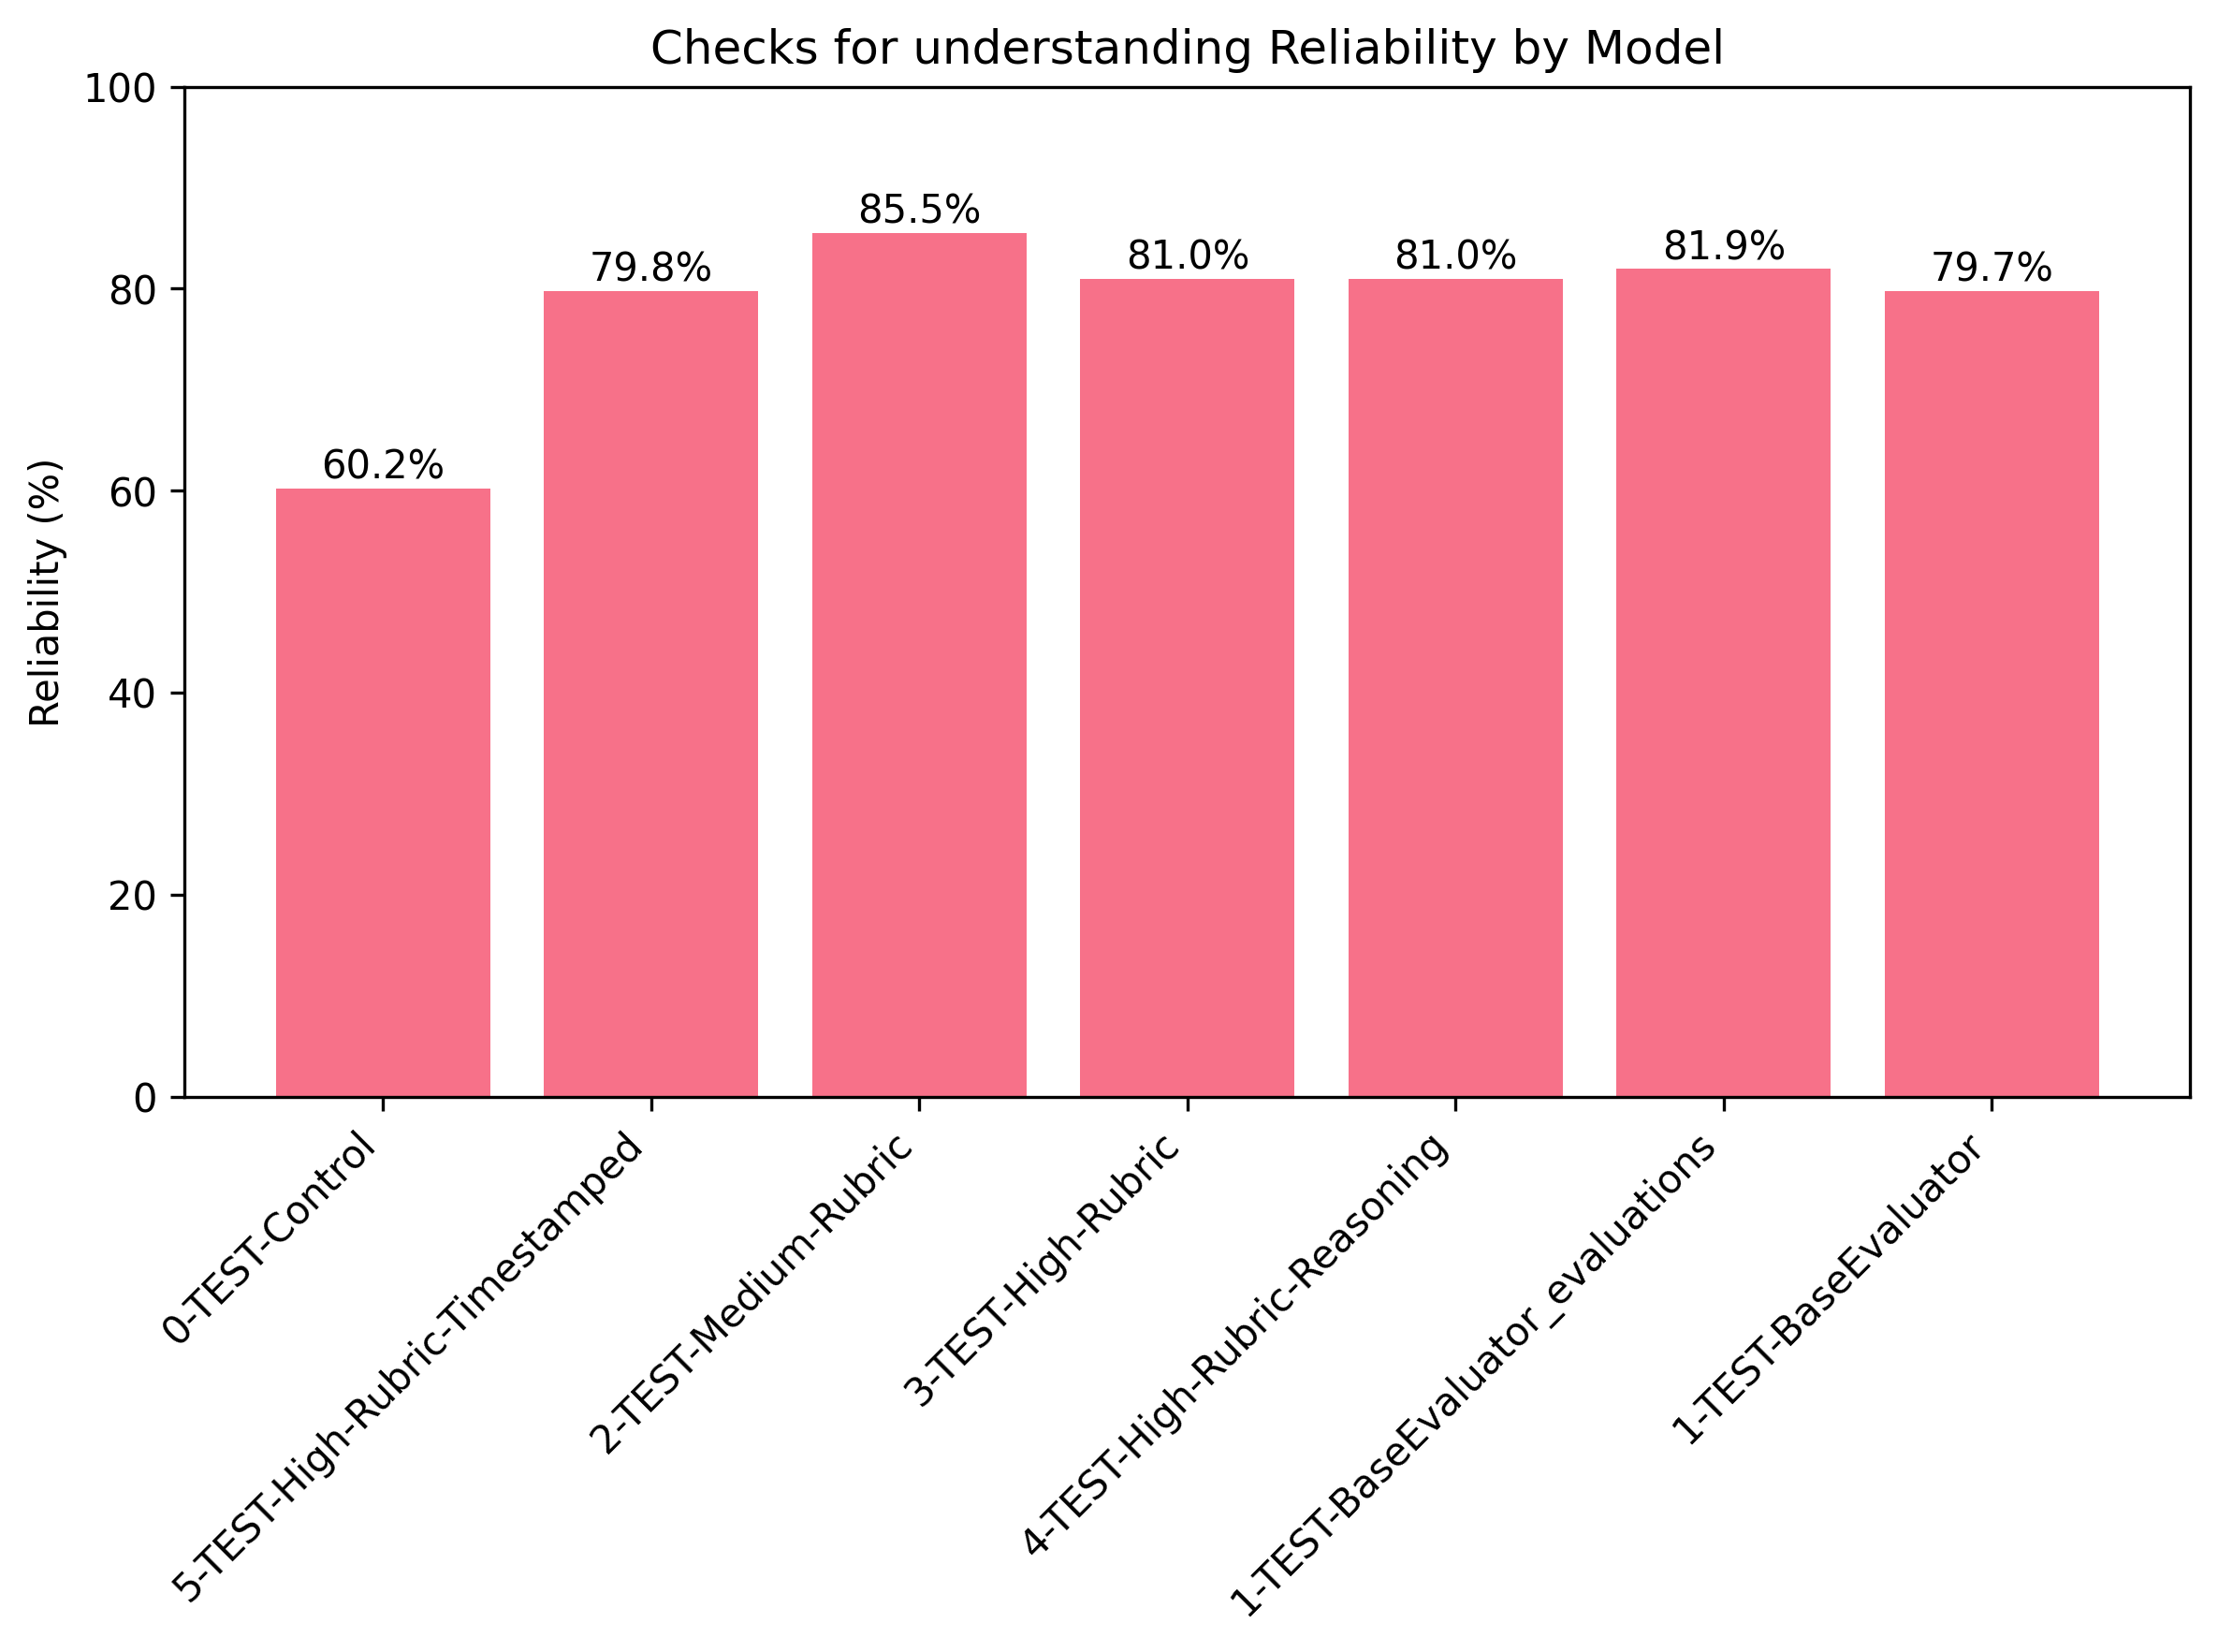 Checks for understanding Reliability by Model
Reliability (%)
100
80
60
40
20
0
60.2%
79.8%
85.5%
81.0%
81.0%
81.9%
79.7%
0-TEST-Control
5-TEST-High-Rubric-Timestamped
2-TEST-Medium-Rubric
3-TEST-High-Rubric
4-TEST-High-Rubric-Reasoning
1-TEST-BaseEvaluator_evaluations
1-TEST-BaseEvaluator